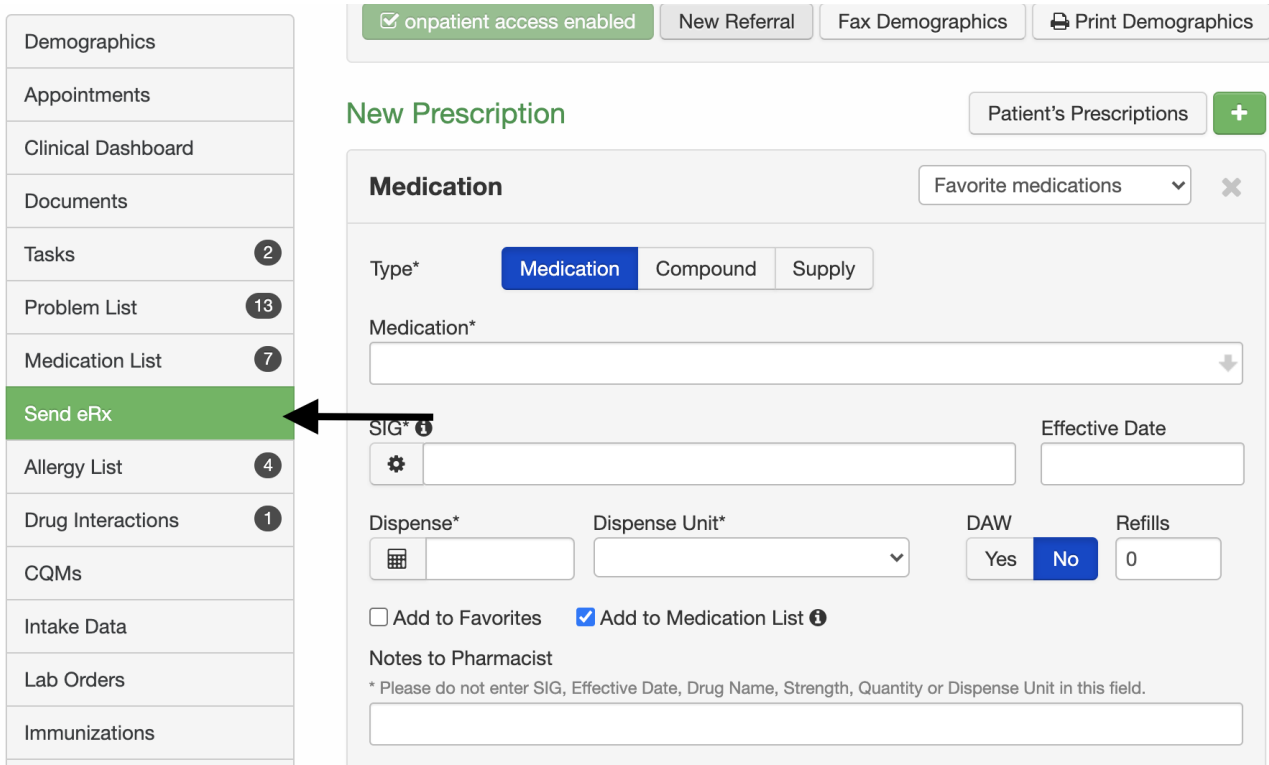 onpatient access enabled New Referral Fax Demographics Print Demographics
Demographics
Appointments
Clinical Dashboard
Documents
Tasks 2
Problem List 13
Medication List 7
Send eRx
Allergy List 4
Drug Interactions 1
CQMs
Intake Data
Lab Orders
Immunizations
New Prescription Patient's Prescriptions +
Medication Favorite medications
Type* Medication Compound Supply
Medication*
SIG* Effective Date
Dispense* Dispense Unit* DAW Refills
Yes No 0
Add to Favorites Add to Medication List
Notes to Pharmacist
* Please do not enter SIG, Effective Date, Drug Name, Strength, Quantity or Dispense Unit in this field.